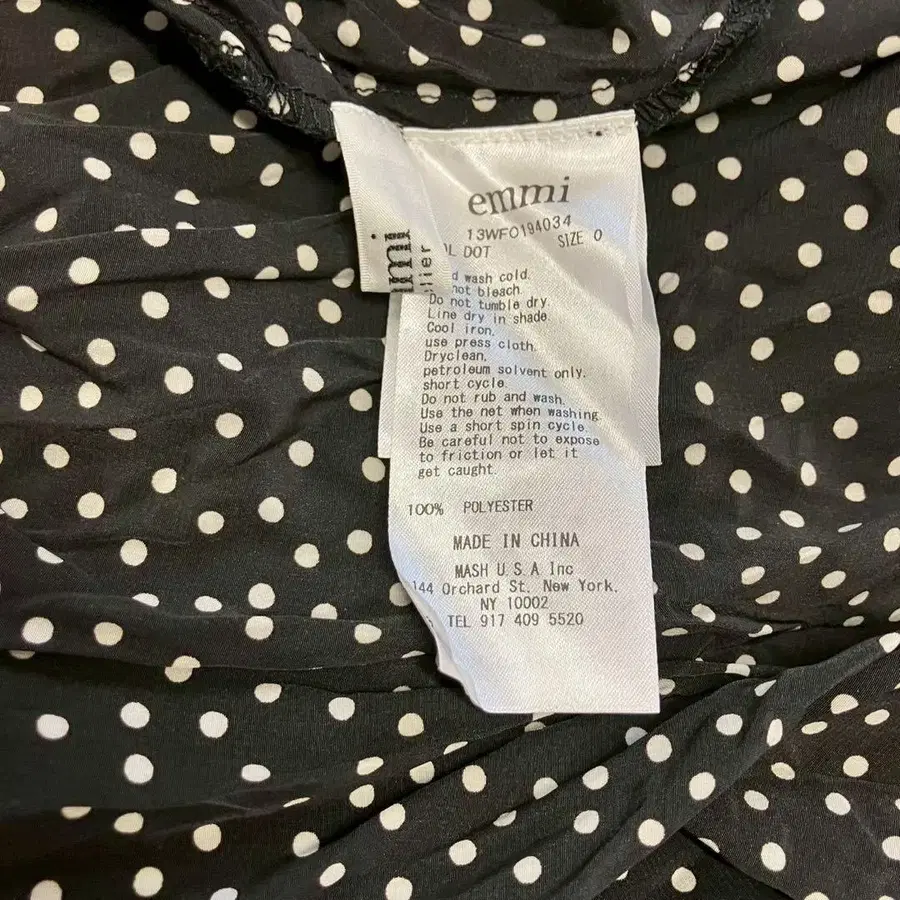 emmi
13WFO194034
DOT SIZE 0
wash cold.
not bleach
Do not tumble dry.
Line dry in shade.
Cool iron,
use press cloth.
Dryclean,
petroleum solvent only.
short cycle.
Do not rub and wash.
Use the net when washing.
Use a short spin cycle.
Be careful not to expose
to friction or let it
get caught.
100% POLYESTER
MADE IN CHINA
MASH U.S.A Inc
144 Orchard St. New York.
NY 10002
TEL 917 409 5520